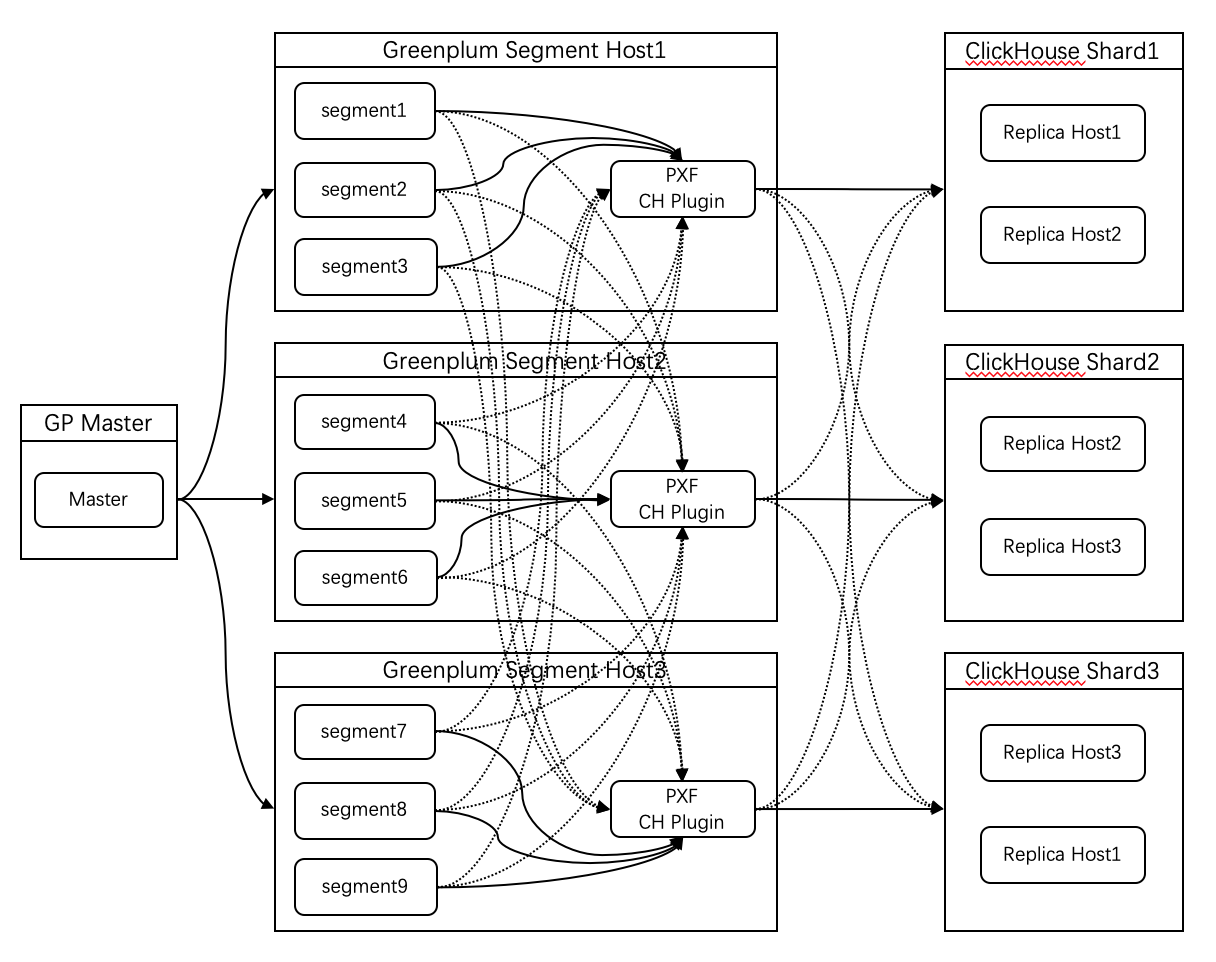 GP Master
Master
Greenplum Segment Host1
segment1
segment2
segment3
PXF
CH Plugin
Greenplum Segment Host2
segment4
segment5
segment6
PXF
CH Plugin
Greenplum Segment Host3
segment7
segment8
segment9
PXF
CH Plugin
ClickHouse Shard1
Replica Host1
Replica Host2
ClickHouse Shard2
Replica Host2
Replica Host3
ClickHouse Shard3
Replica Host3
Replica Host1